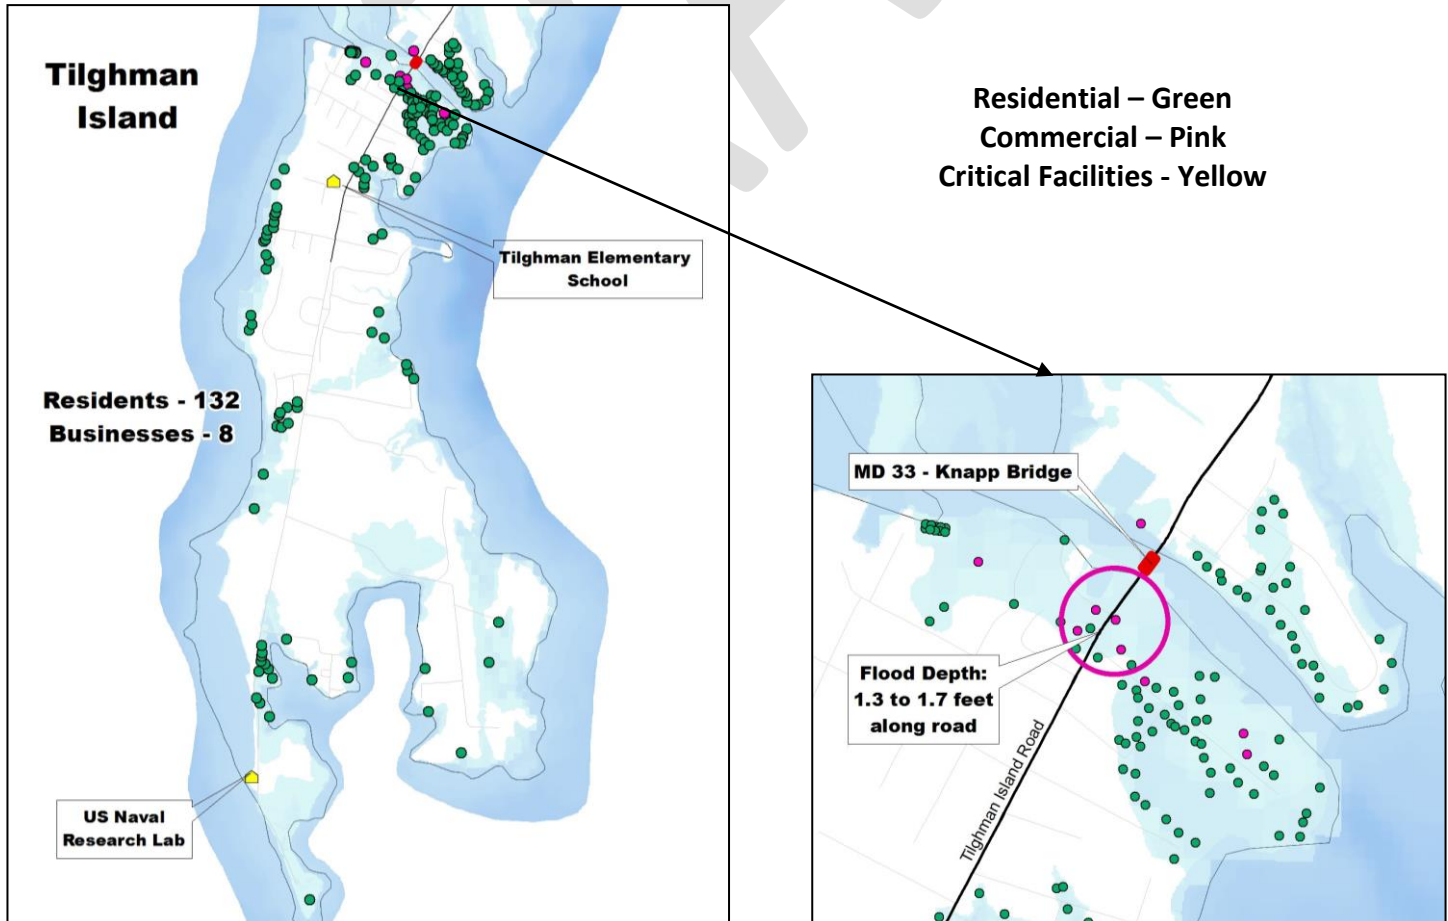 Tilghman
Island
Residential – Green
Commercial – Pink
Critical Facilities - Yellow
Tilghman Elementary
School
Residents - 132
Businesses - 8
US Naval
Research Lab
MD 33 - Knapp Bridge
Flood Depth:
1.3 to 1.7 feet
along road
Tilghman Island Road